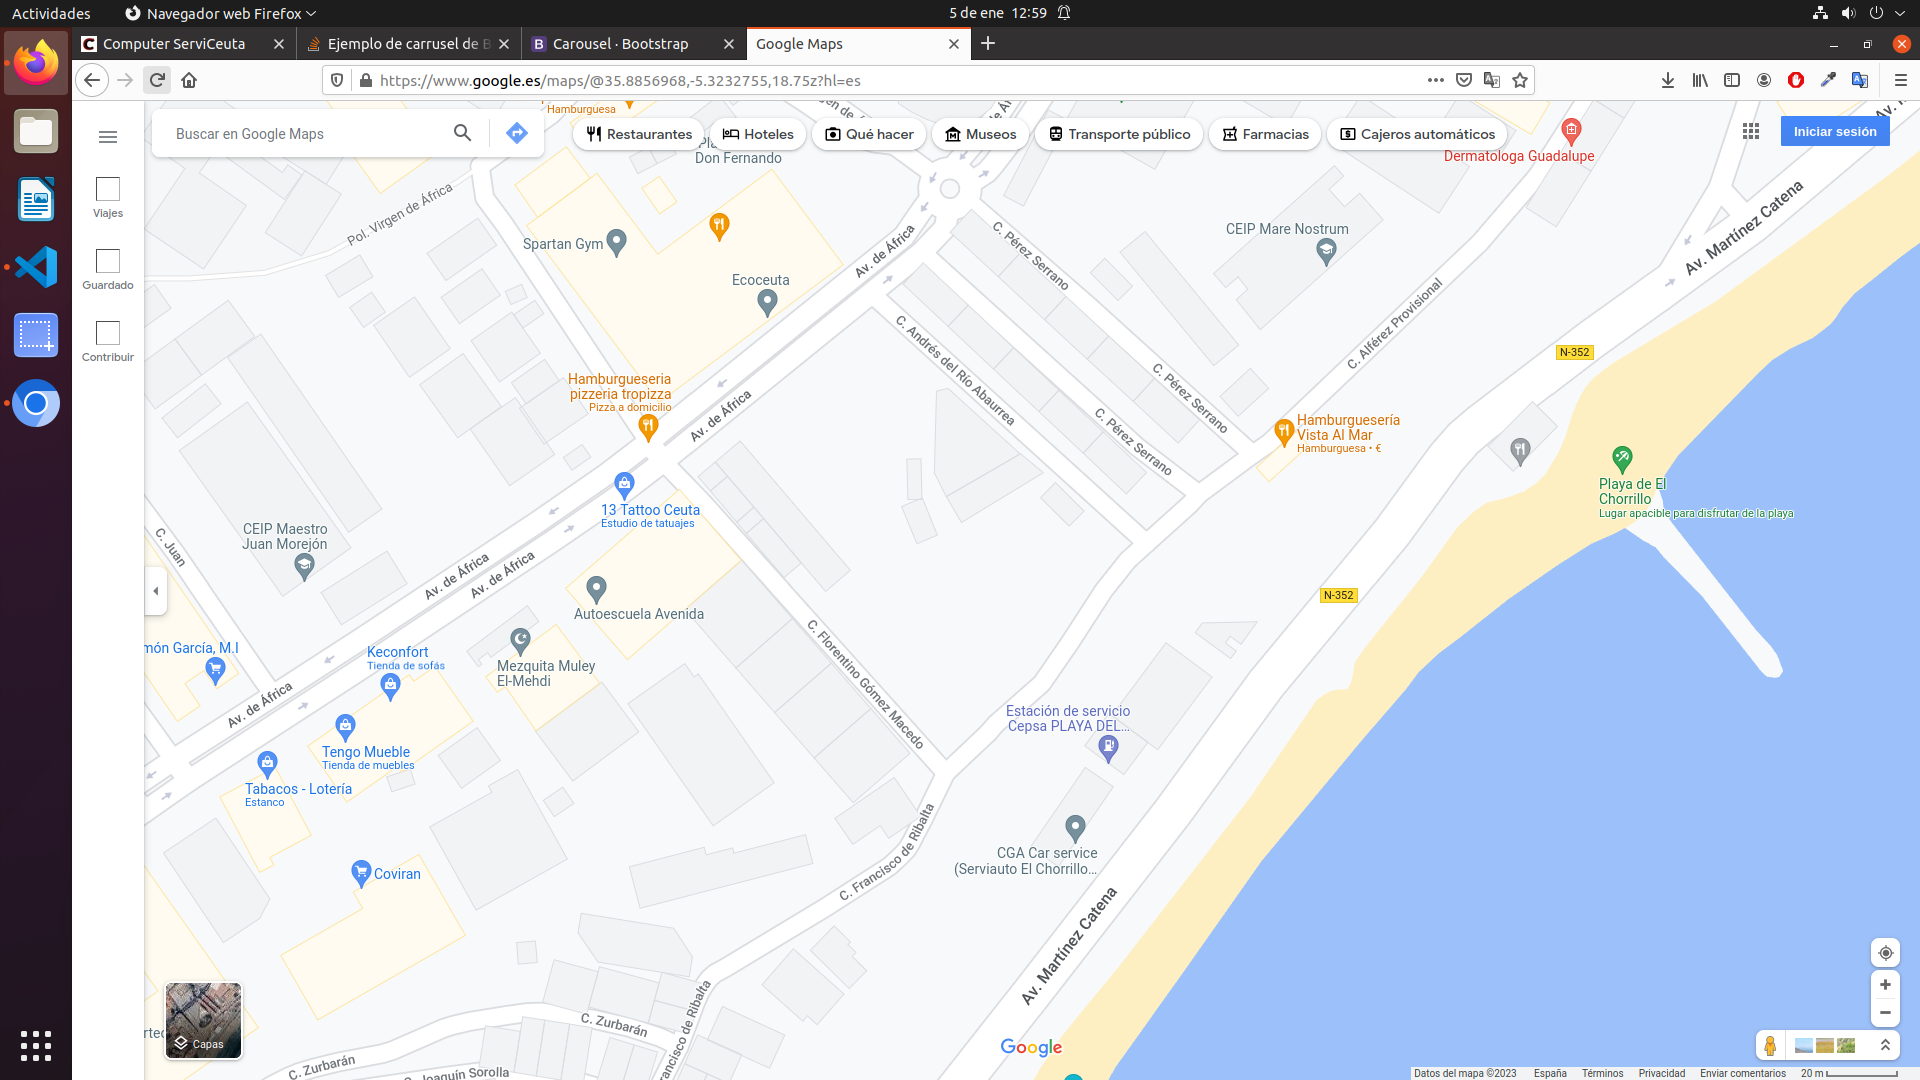 Actividades
Navegador web Firefox
5 de ene 12:59
Computer ServiCeuta
Ejemplo de carrusel de B
Carousel · Bootstrap
Google Maps
https://www.google.es/maps/@35.8856968,-5.3232755,18.75z?hl=es
Buscar en Google Maps
Restaurantes
Hoteles
Qué hacer
Museos
Transporte público
Farmacias
Cajeros automáticos
Iniciar sesión
Viajes
Guardado
Contribuir
Hamburguesa
Don Fernando
Dermatologa Guadalupe
Pol. Virgen de África
Spartan Gym
Ecoceuta
Av. de África
C. Pérez Serrano
CEIP Mare Nostrum
Av. Martínez Catena
C. Alférez Provisional
N-352
C. Andrés del Río Abaurrea
C. Pérez Serrano
C. Pérez Serrano
Hamburgueseria
pizzeria tropizza
Pizza a domicilio
Av. de África
Hamburguesería
Vista Al Mar
Hamburguesa • €
Playa de El
Chorrillo
Lugar apacible para disfrutar de la playa
13 Tattoo Ceuta
Estudio de tatuajes
CEIP Maestro
Juan Morejón
C. Juan
Av. de África
Av. de África
Autoescuela Avenida
N-352
món García, M.I
Keconfort
Tienda de sofás
Mezquita Muley
El-Mehdi
C. Florentino Gómez Macedo
Av. de África
Estación de servicio
Cepsa PLAYA DEL...
Tengo Mueble
Tienda de muebles
Tabacos - Lotería
Estanco
Coviran
C. Francisco de Ribalta
CGA Car service
(Serviauto El Chorrillo...
Av. Martínez Catena
C. Zurbarán
C. Zurbarán
rancisco de Ribalta
Joaquín Sorolla
Capas
Google
Datos del mapa ©2023
España
Términos
Privacidad
Enviar comentarios
20 m